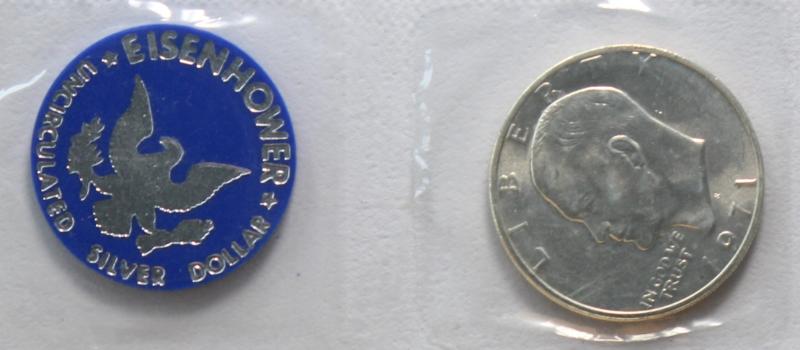 EISENHOWER
UNCIRCULATED SILVER DOLLAR
LIBERTY
IN GOD WE
TRUST
1971